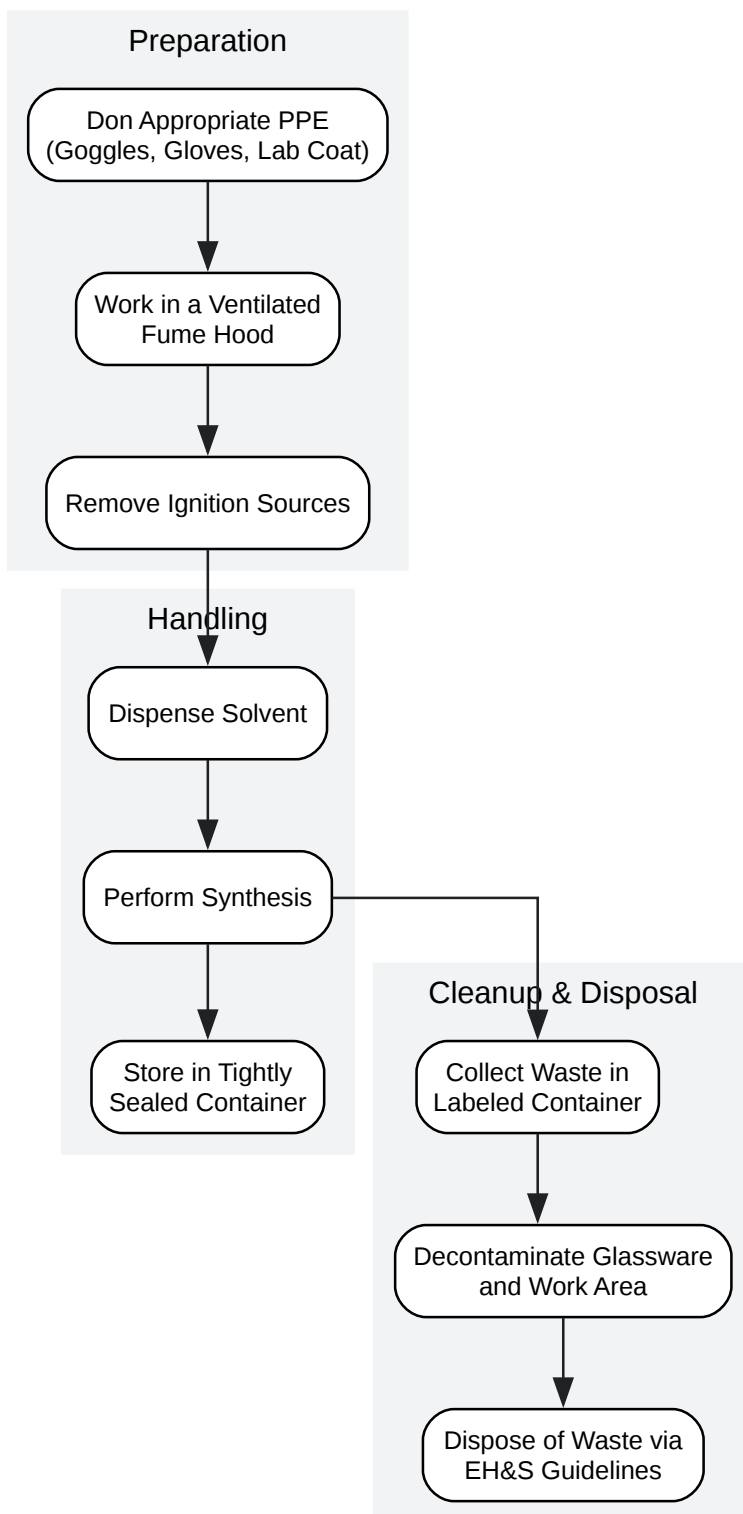 Preparation
Don Appropriate PPE
(Goggles, Gloves, Lab Coat)
Work in a Ventilated
Fume Hood
Remove Ignition Sources
Handling
Dispense Solvent
Perform Synthesis
Store in Tightly
Sealed Container
Cleanup & Disposal
Collect Waste in
Labeled Container
Decontaminate Glassware
and Work Area
Dispose of Waste via
EH&S Guidelines